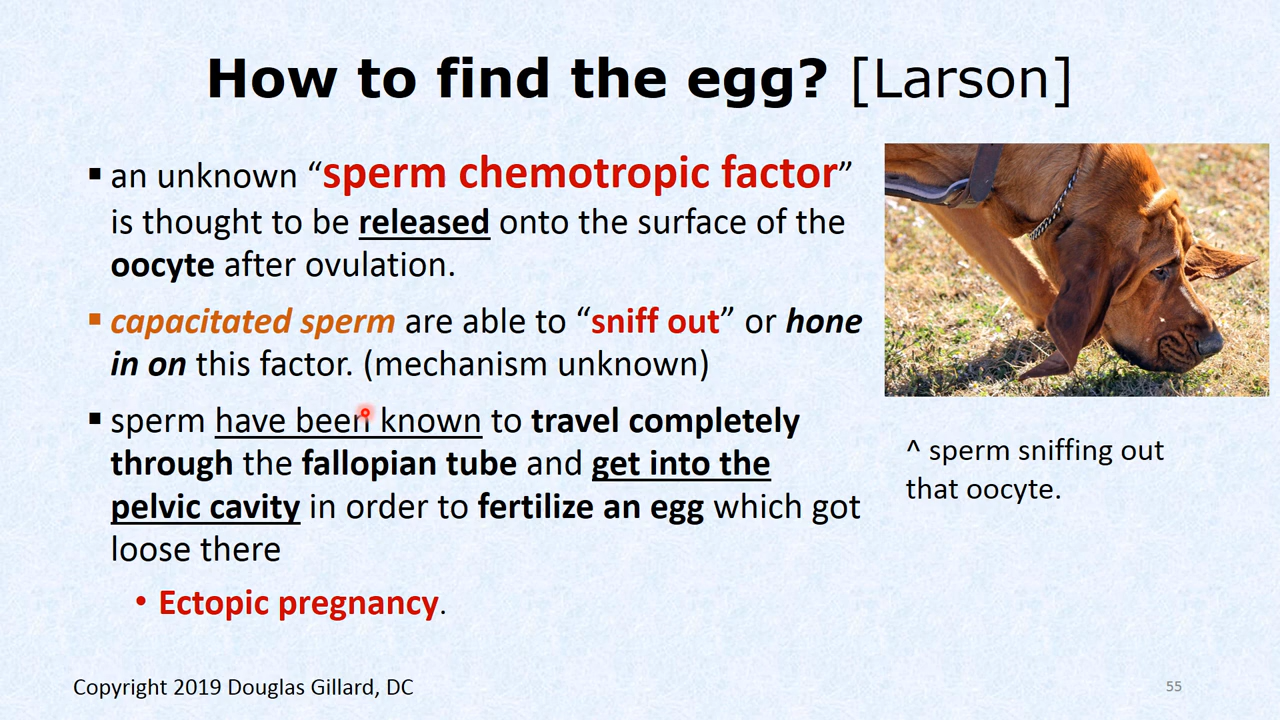 How to find the egg? [Larson]
▪ an unknown “sperm chemotropic factor”
is thought to be released onto the surface of the
oocyte after ovulation.
▪ capacitated sperm are able to “sniff out” or hone
in on this factor. (mechanism unknown)
▪ sperm have been known to travel completely
through the fallopian tube and get into the
pelvic cavity in order to fertilize an egg which got
loose there
• Ectopic pregnancy.
^ sperm sniffing out
that oocyte.
Copyright 2019 Douglas Gillard, DC
55